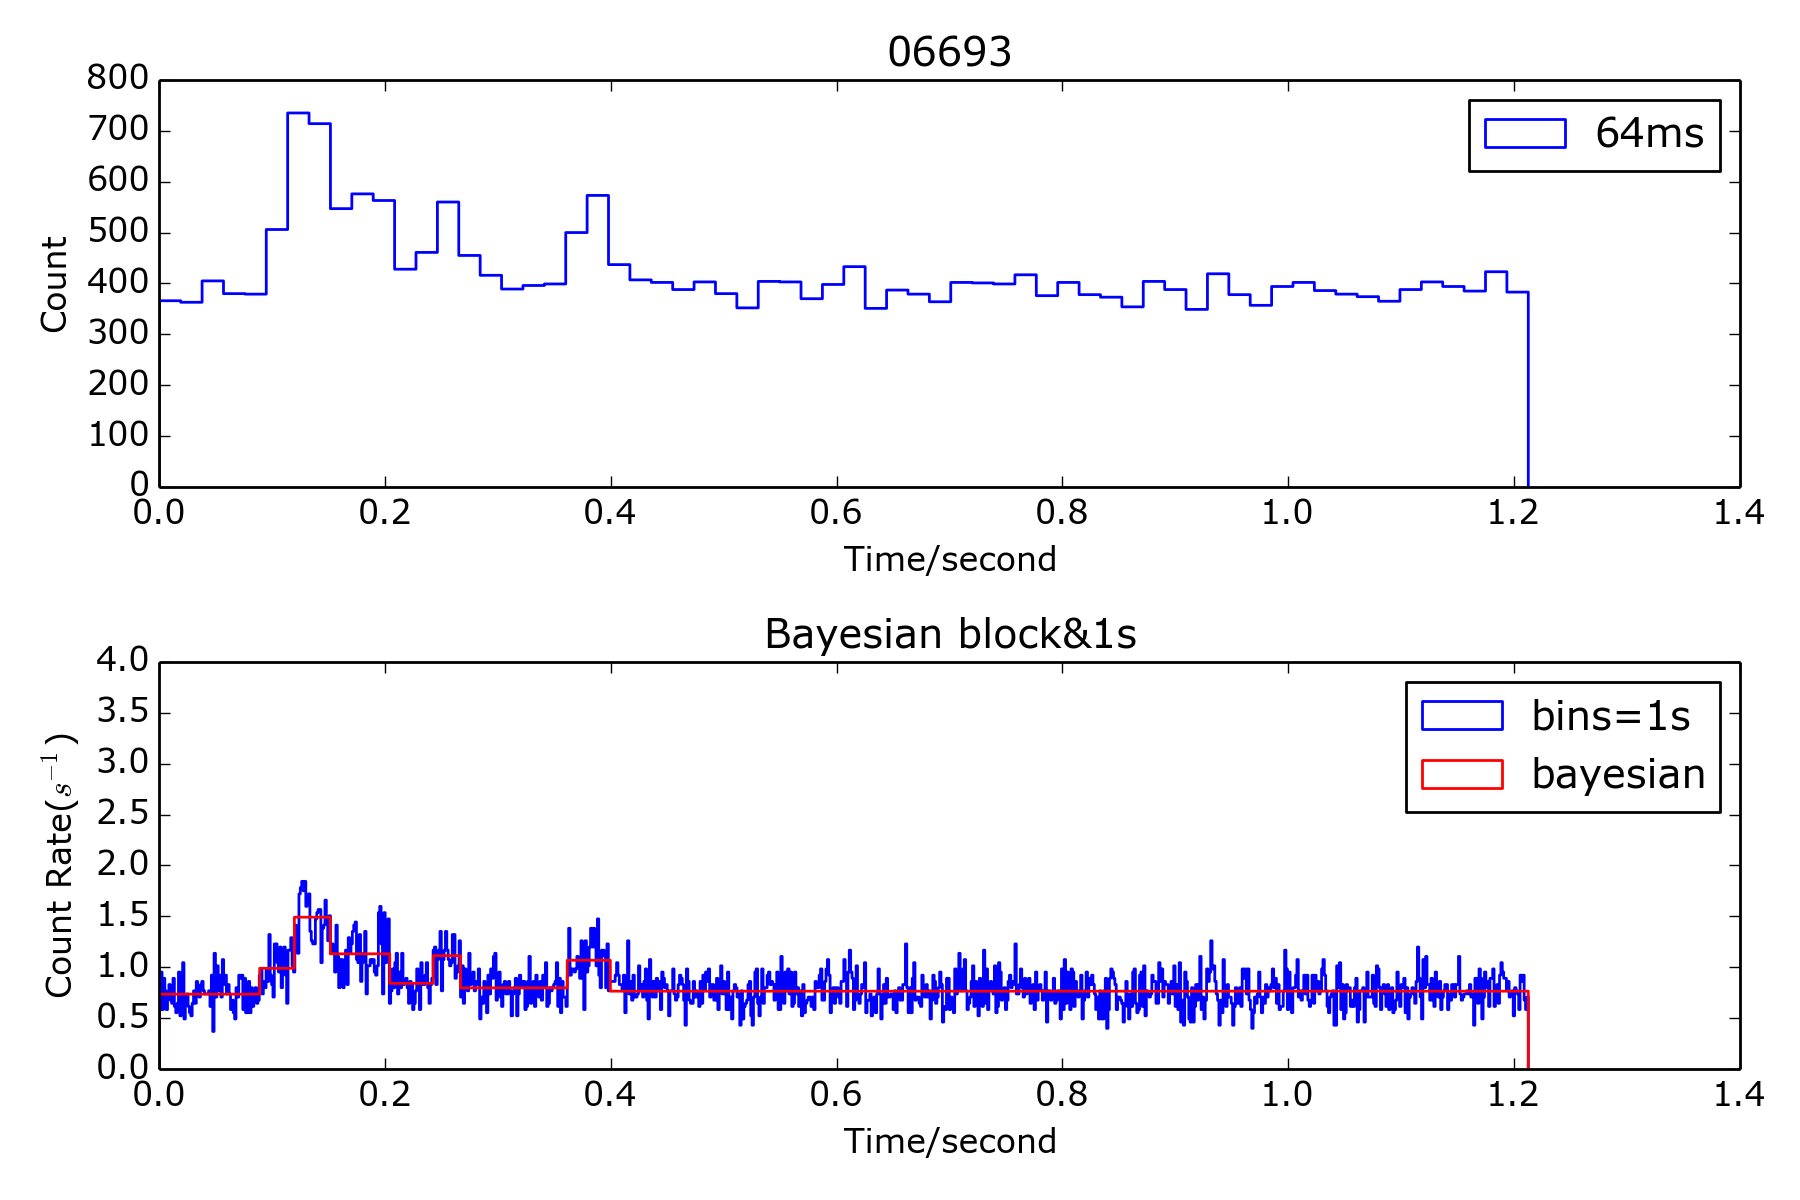 06693
800
700
600
500
400
300
200
100
0
Count
64ms
0.0 0.2 0.4 0.6 0.8 1.0 1.2 1.4
Time/second
Bayesian block&1s
4.0
3.5
3.0
2.5
2.0
1.5
1.0
0.5
0.0
Count Rate(s⁻¹)
bins=1s
bayesian
0.0 0.2 0.4 0.6 0.8 1.0 1.2 1.4
Time/second